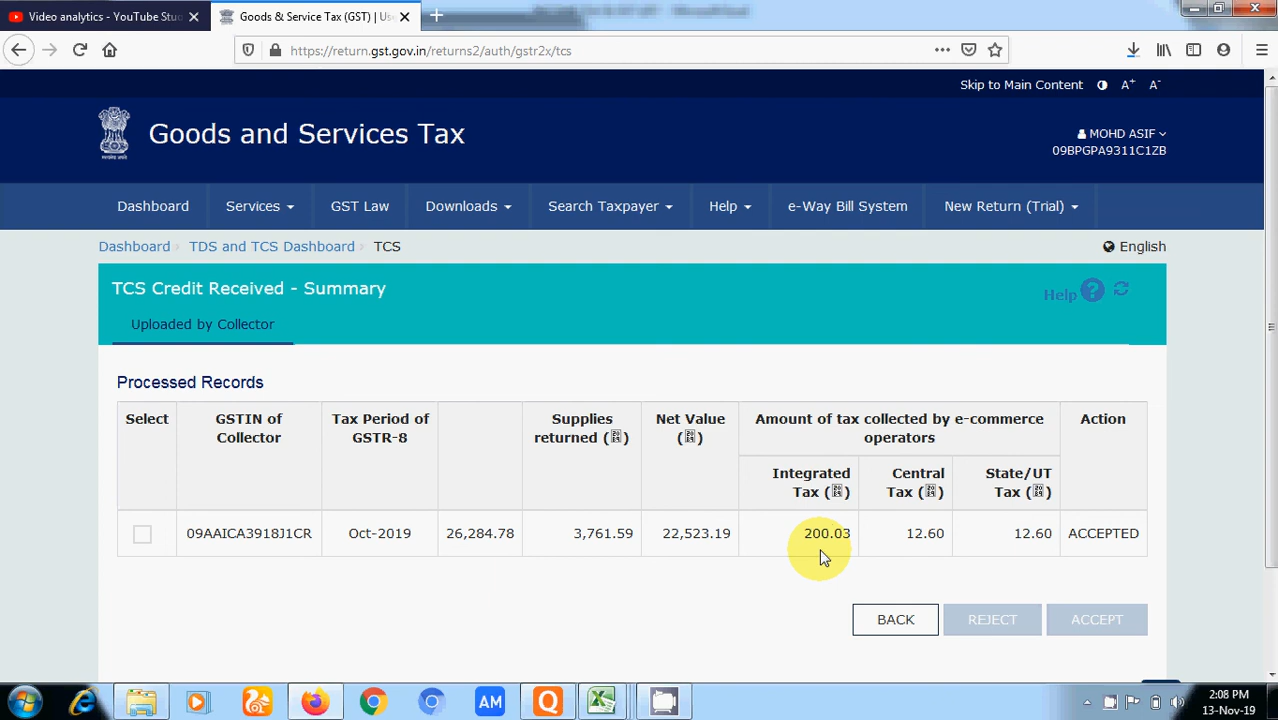 Video analytics - YouTube Stu
Goods & Service Tax (GST) | Use
https://return.gst.gov.in/returns2/auth/gstr2x/tcs
Skip to Main Content A+ A-
Goods and Services Tax
MOHD ASIF
09BPGPA9311C1ZB
Dashboard Services GST Law Downloads Search Taxpayer Help e-Way Bill System New Return (Trial)
Dashboard TDS and TCS Dashboard TCS English
TCS Credit Received - Summary
Help ?
Uploaded by Collector
Processed Records
Select GSTIN of Collector Tax Period of GSTR-8 Supplies returned () Net Value () Amount of tax collected by e-commerce operators Action
Integrated Tax () Central Tax () State/UT Tax ()
09AAICA3918J1CR Oct-2019 26,284.78 3,761.59 22,523.19 200.03 12.60 12.60 ACCEPTED
BACK REJECT ACCEPT
AM Q
2:08 PM
13-Nov-19